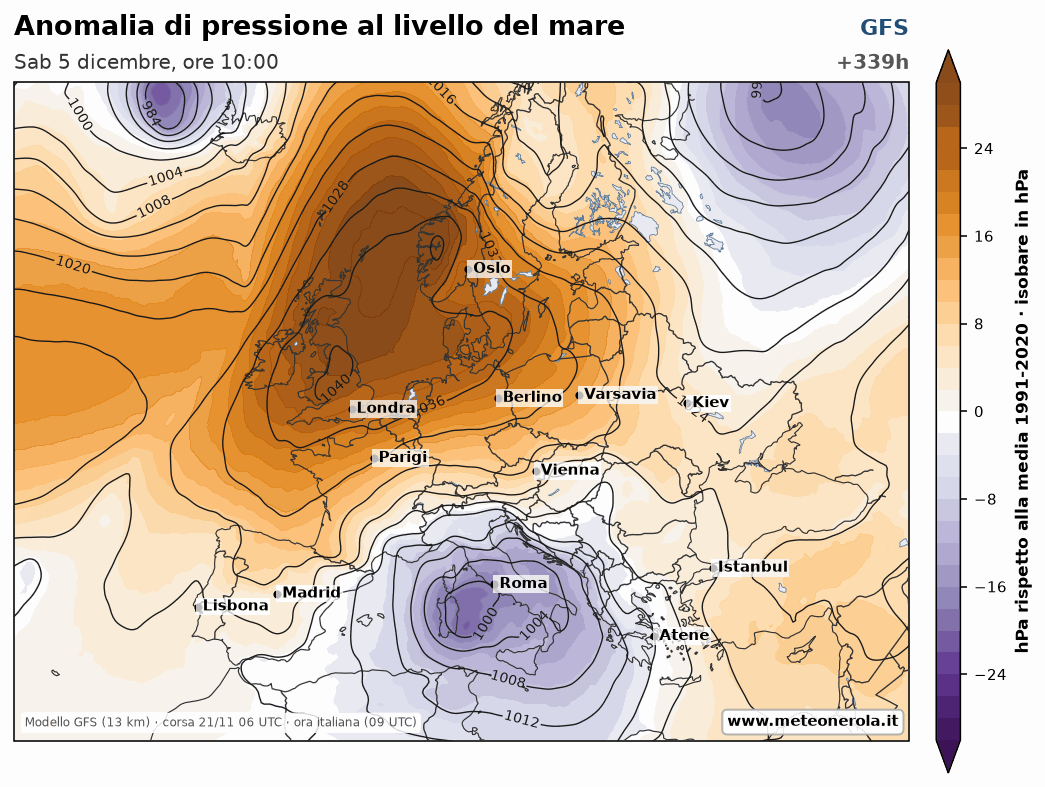 Anomalia di pressione al livello del mare
GFS
Sab 5 dicembre, ore 10:00
+339h
1016
1000
984
1004
1008
1028
1020
Oslo
1040
1036
Londra
Berlino
Varsavia
Kiev
Parigi
Vienna
Istanbul
Roma
Madrid
Lisbona
1000
1004
Atene
1008
1012
Modello GFS (13 km) · corsa 21/11 06 UTC · ora italiana (09 UTC)
www.meteonerola.it
24
16
8
0
−8
−16
−24
hPa rispetto alla media 1991-2020 · isobare in hPa